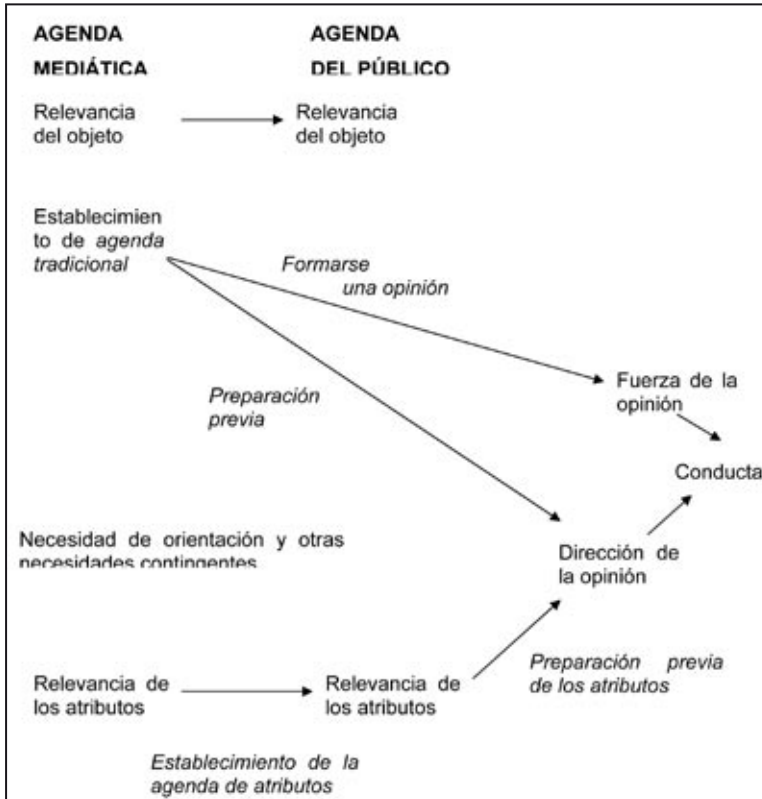 AGENDA
MEDIÁTICA
AGENDA
DEL PÚBLICO
Relevancia
del objeto
Relevancia
del objeto
Establecimien
to de agenda
tradicional
Formarse
una opinión
Preparación
previa
Fuerza de la
opinión
Conducta
Necesidad de orientación y otras
necesidades contingentes
Dirección de
la opinión
Relevancia de
los atributos
Relevancia de
los atributos
Preparación previa
de los atributos
Establecimiento de la
agenda de atributos